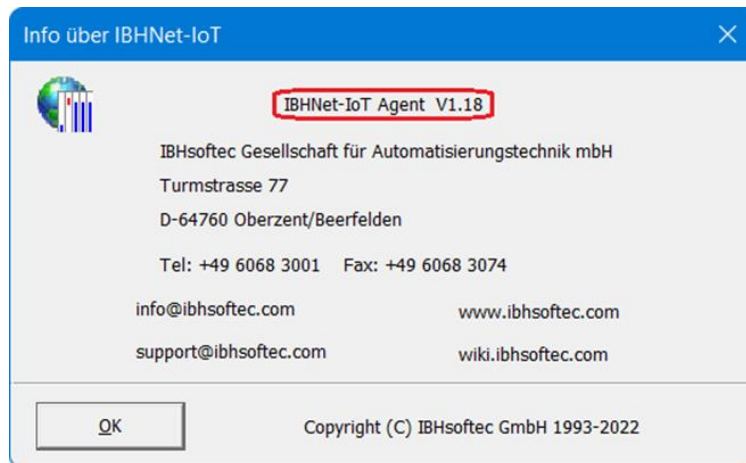 Info über IBHNet-IoT
IBHNet-IoT Agent V1.18
IBHsoftec Gesellschaft für Automatisierungstechnik mbH
Turmstrasse 77
D-64760 Oberzent/Beerfelden
Tel: +49 6068 3001 Fax: +49 6068 3074
info@ibhsoftec.com www.ibhsoftec.com
support@ibhsoftec.com wiki.ibhsoftec.com
OK Copyright (C) IBHsoftec GmbH 1993-2022